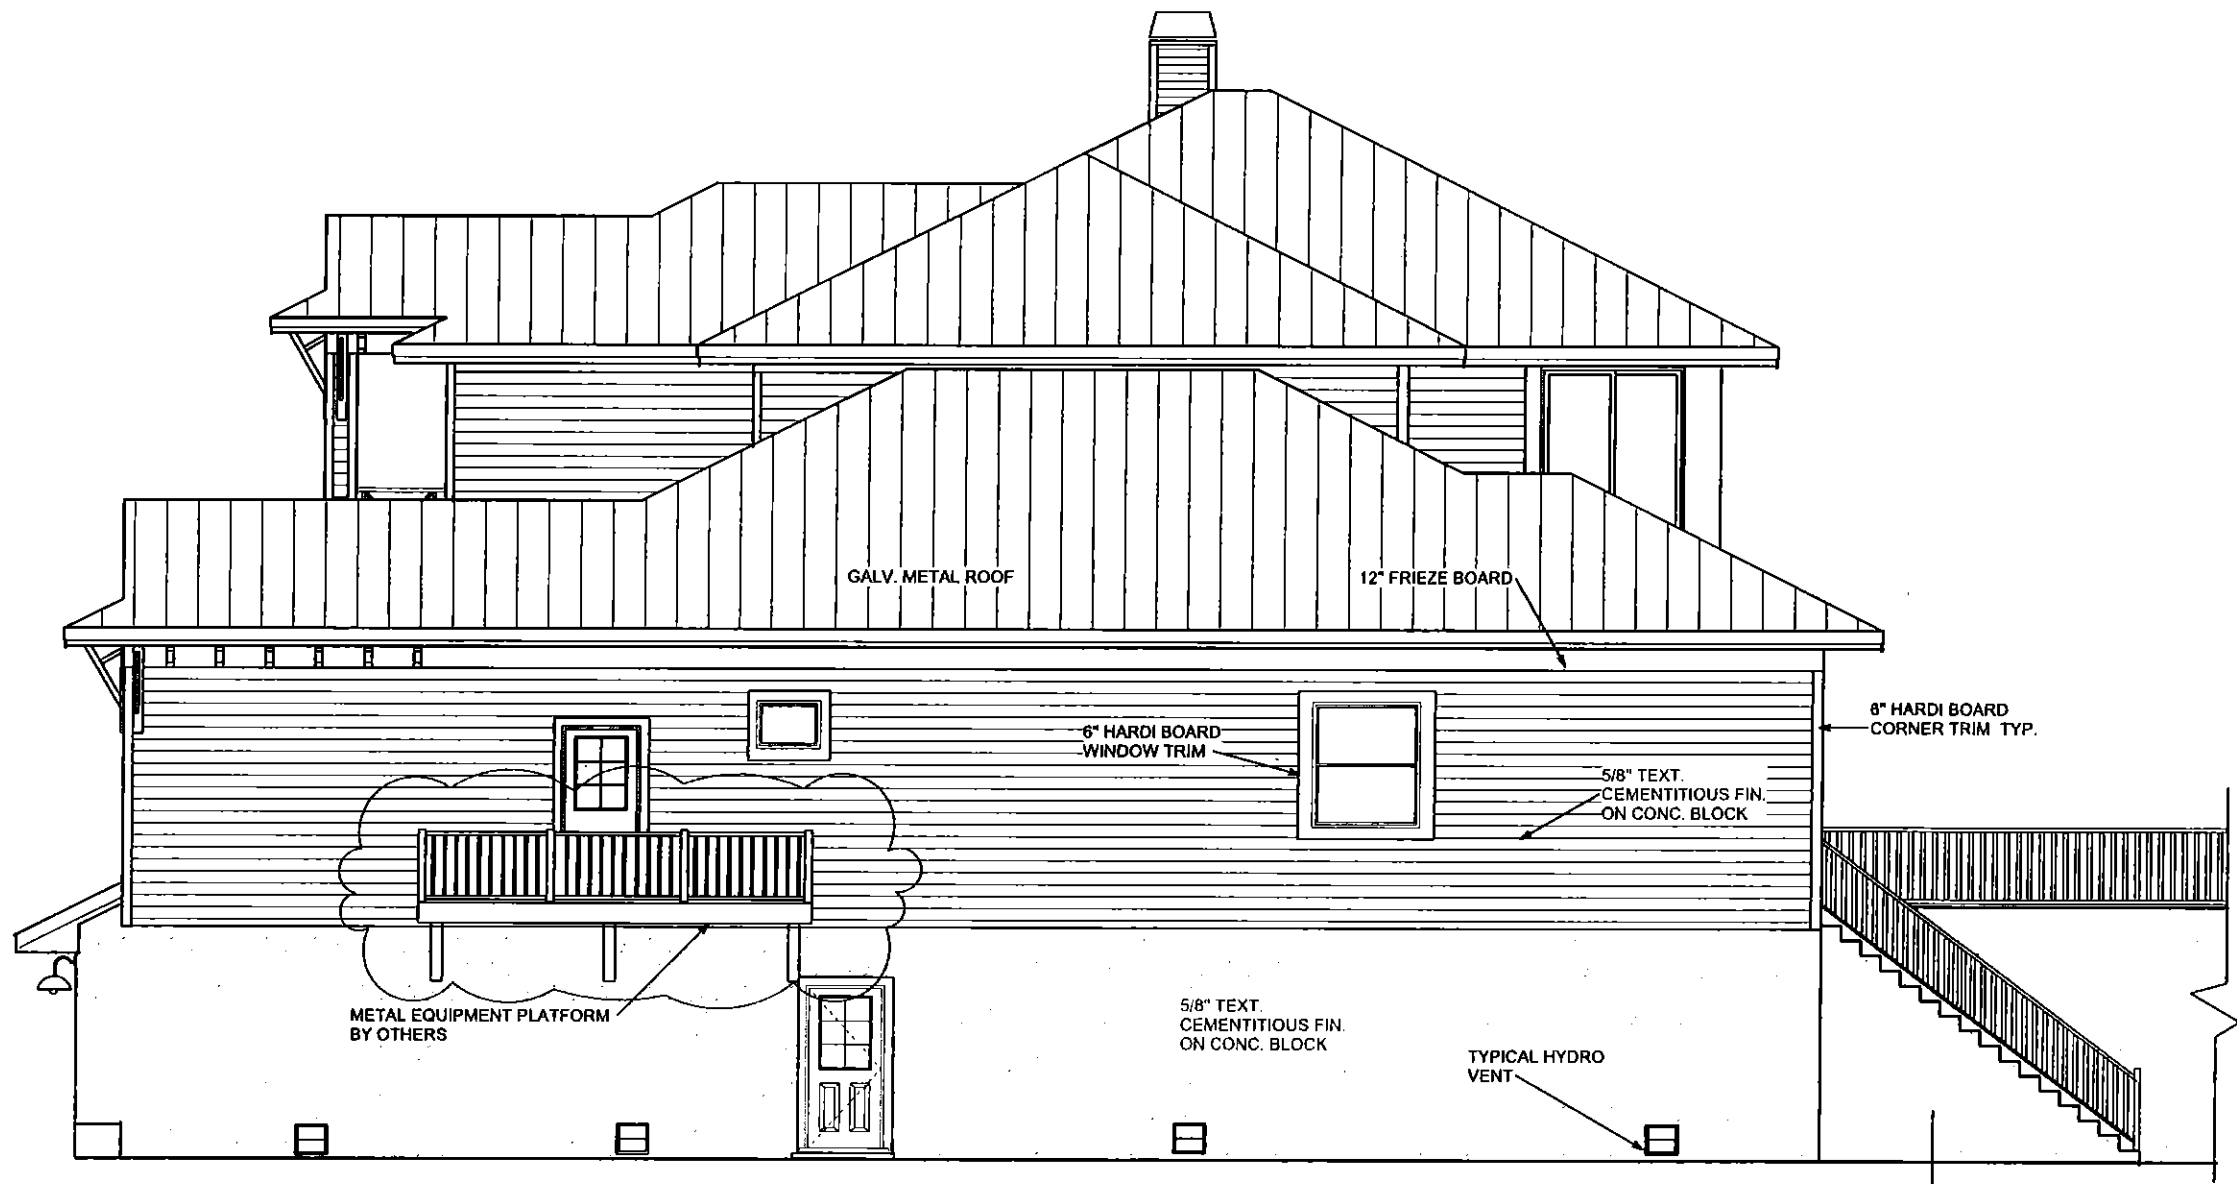 GALV. METAL ROOF
12" FRIEZE BOARD
6" HARDI BOARD
WINDOW TRIM
6" HARDI BOARD
CORNER TRIM TYP.
5/8" TEXT.
CEMENTITIOUS FIN.
ON CONC. BLOCK
METAL EQUIPMENT PLATFORM
BY OTHERS
5/8" TEXT.
CEMENTITIOUS FIN.
ON CONC. BLOCK
TYPICAL HYDRO
VENT